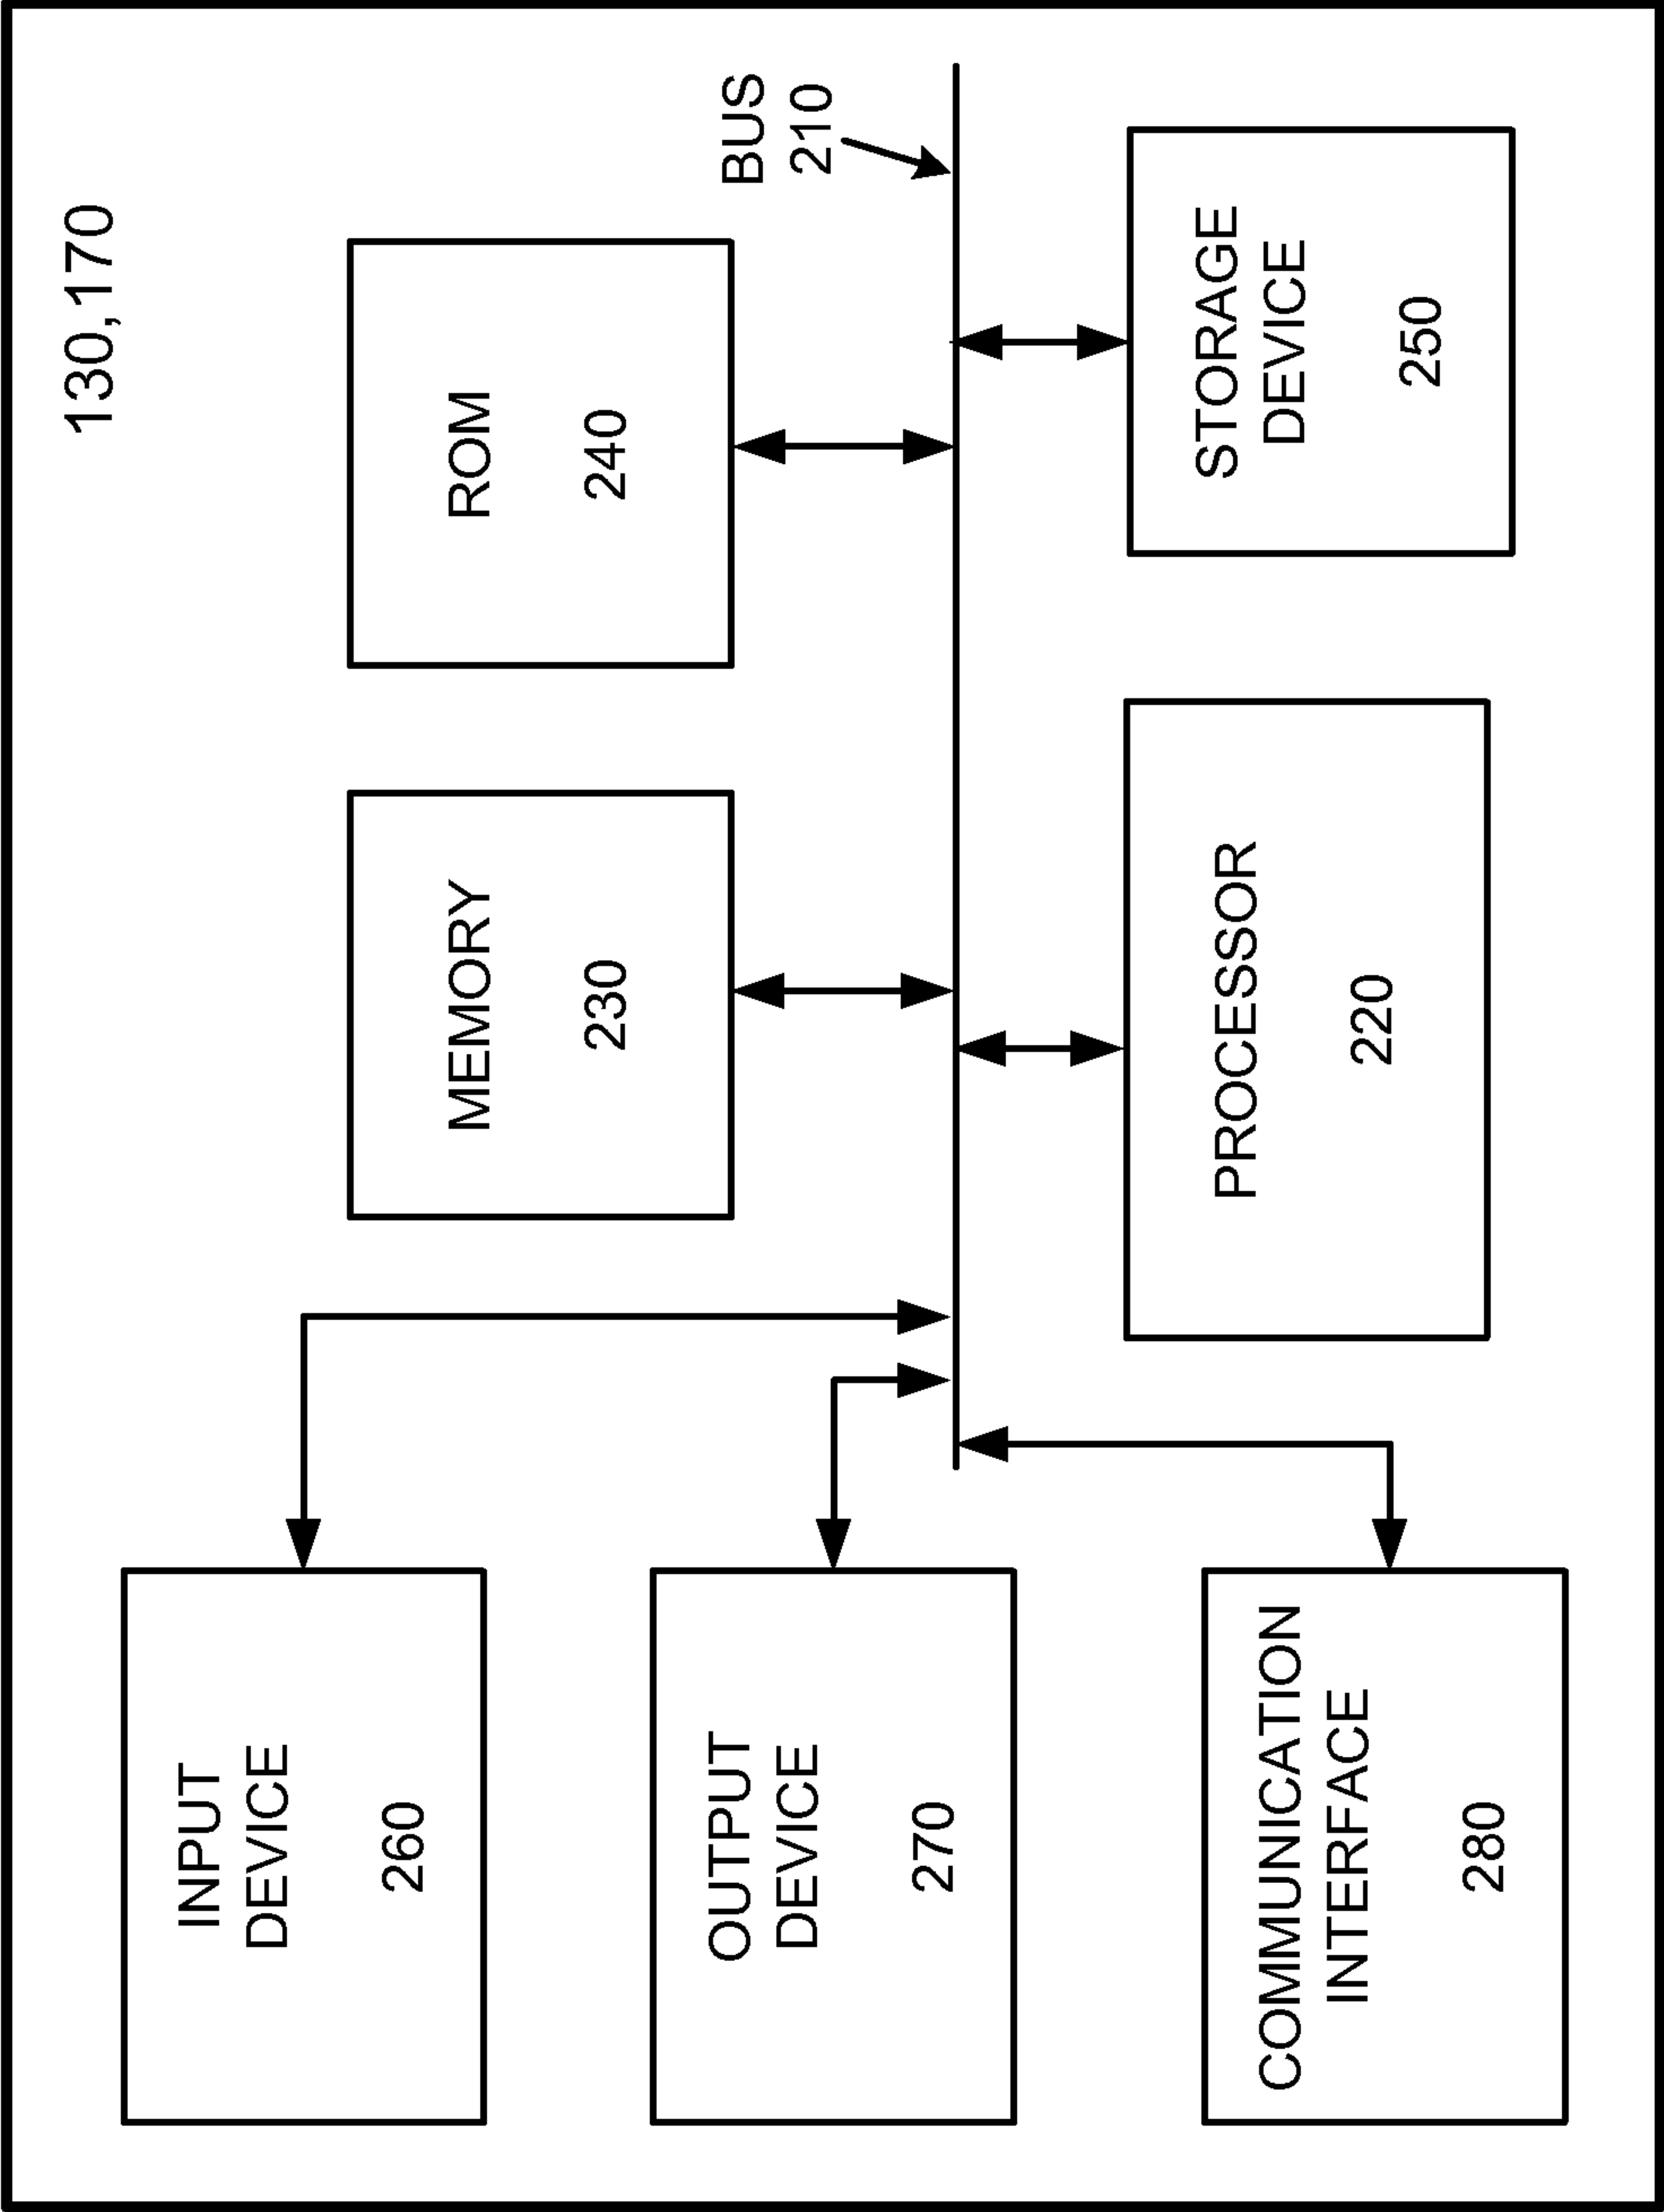 130,170
INPUT
DEVICE
260
MEMORY
230
ROM
240
OUTPUT
DEVICE
270
BUS
210
COMMUNICATION
INTERFACE
280
PROCESSOR
220
STORAGE
DEVICE
250